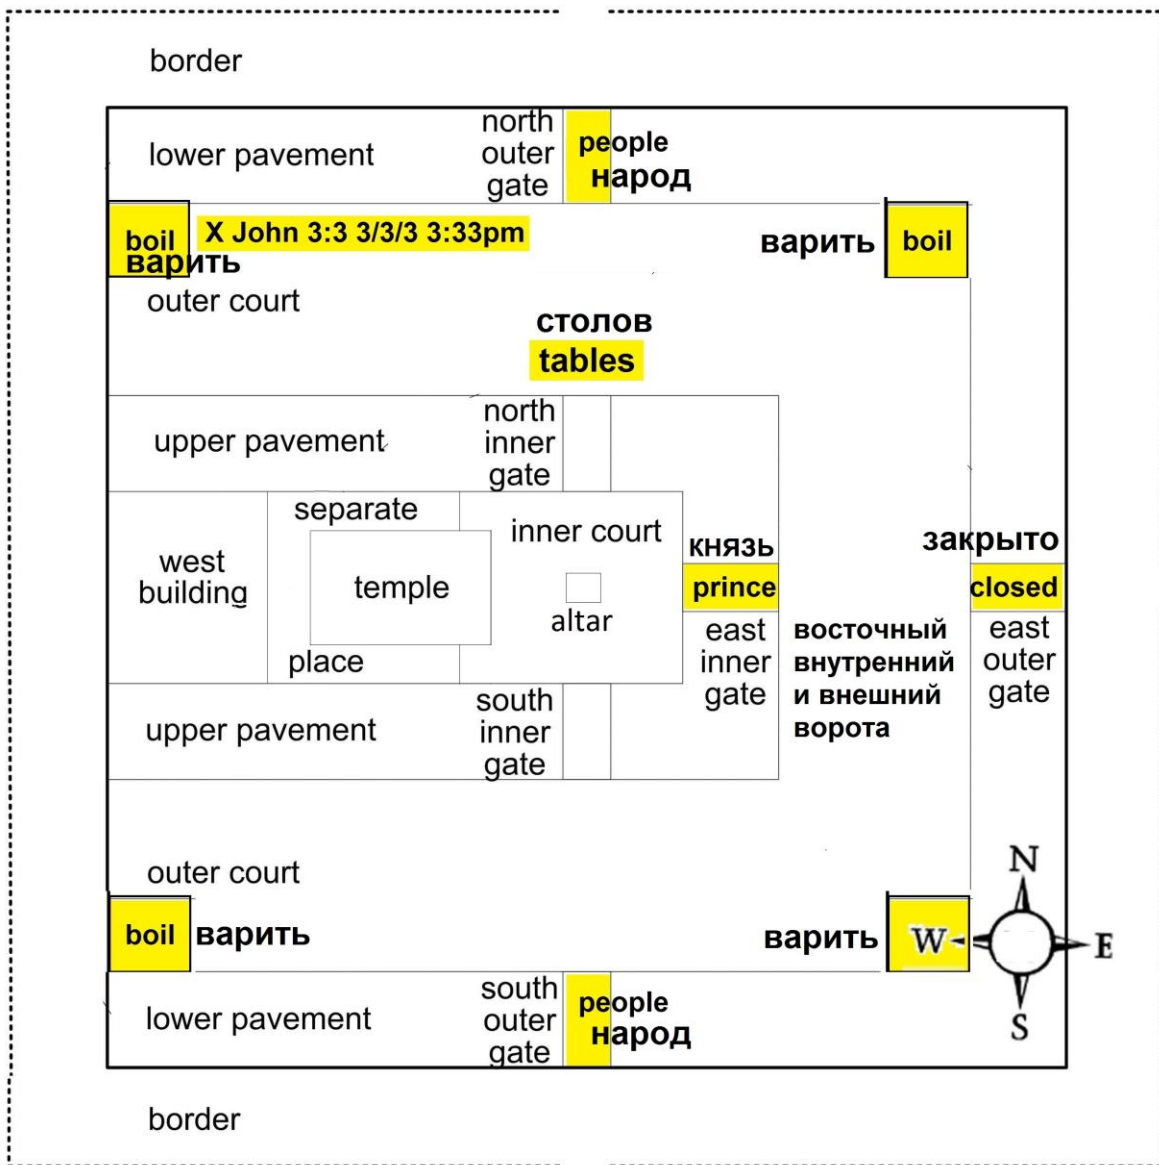 border
lower pavement
north
outer
gate
people
народ
boil
варить
X John 3:3 3/3/3 3:33pm
варить
boil
outer court
столов
tables
upper pavement
north
inner
gate
separate
inner court
князь
закрыто
west
building
temple
altar
prince
closed
place
east
inner
gate
восточный
внутренний
и внешний
ворота
east
outer
gate
upper pavement
south
inner
gate
outer court
N
boil
варить
варить
W
E
S
lower pavement
south
outer
gate
people
народ
border